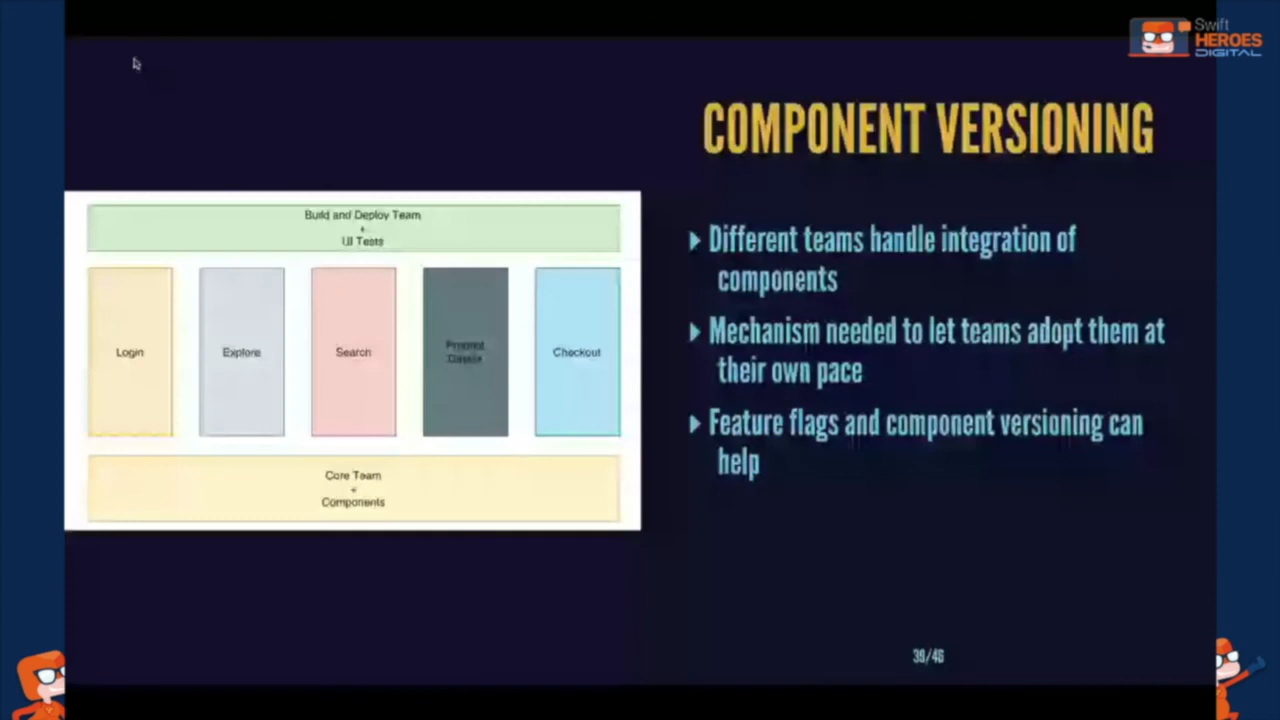 Swift
HEROES
DIGITAL
COMPONENT VERSIONING
Build and Deploy Team
+
UI Tests
Login
Explore
Search
Product
Details
Checkout
Core Team
+
Components
▶ Different teams handle integration of
components
▶ Mechanism needed to let teams adopt them at
their own pace
▶ Feature flags and component versioning can
help
39/46